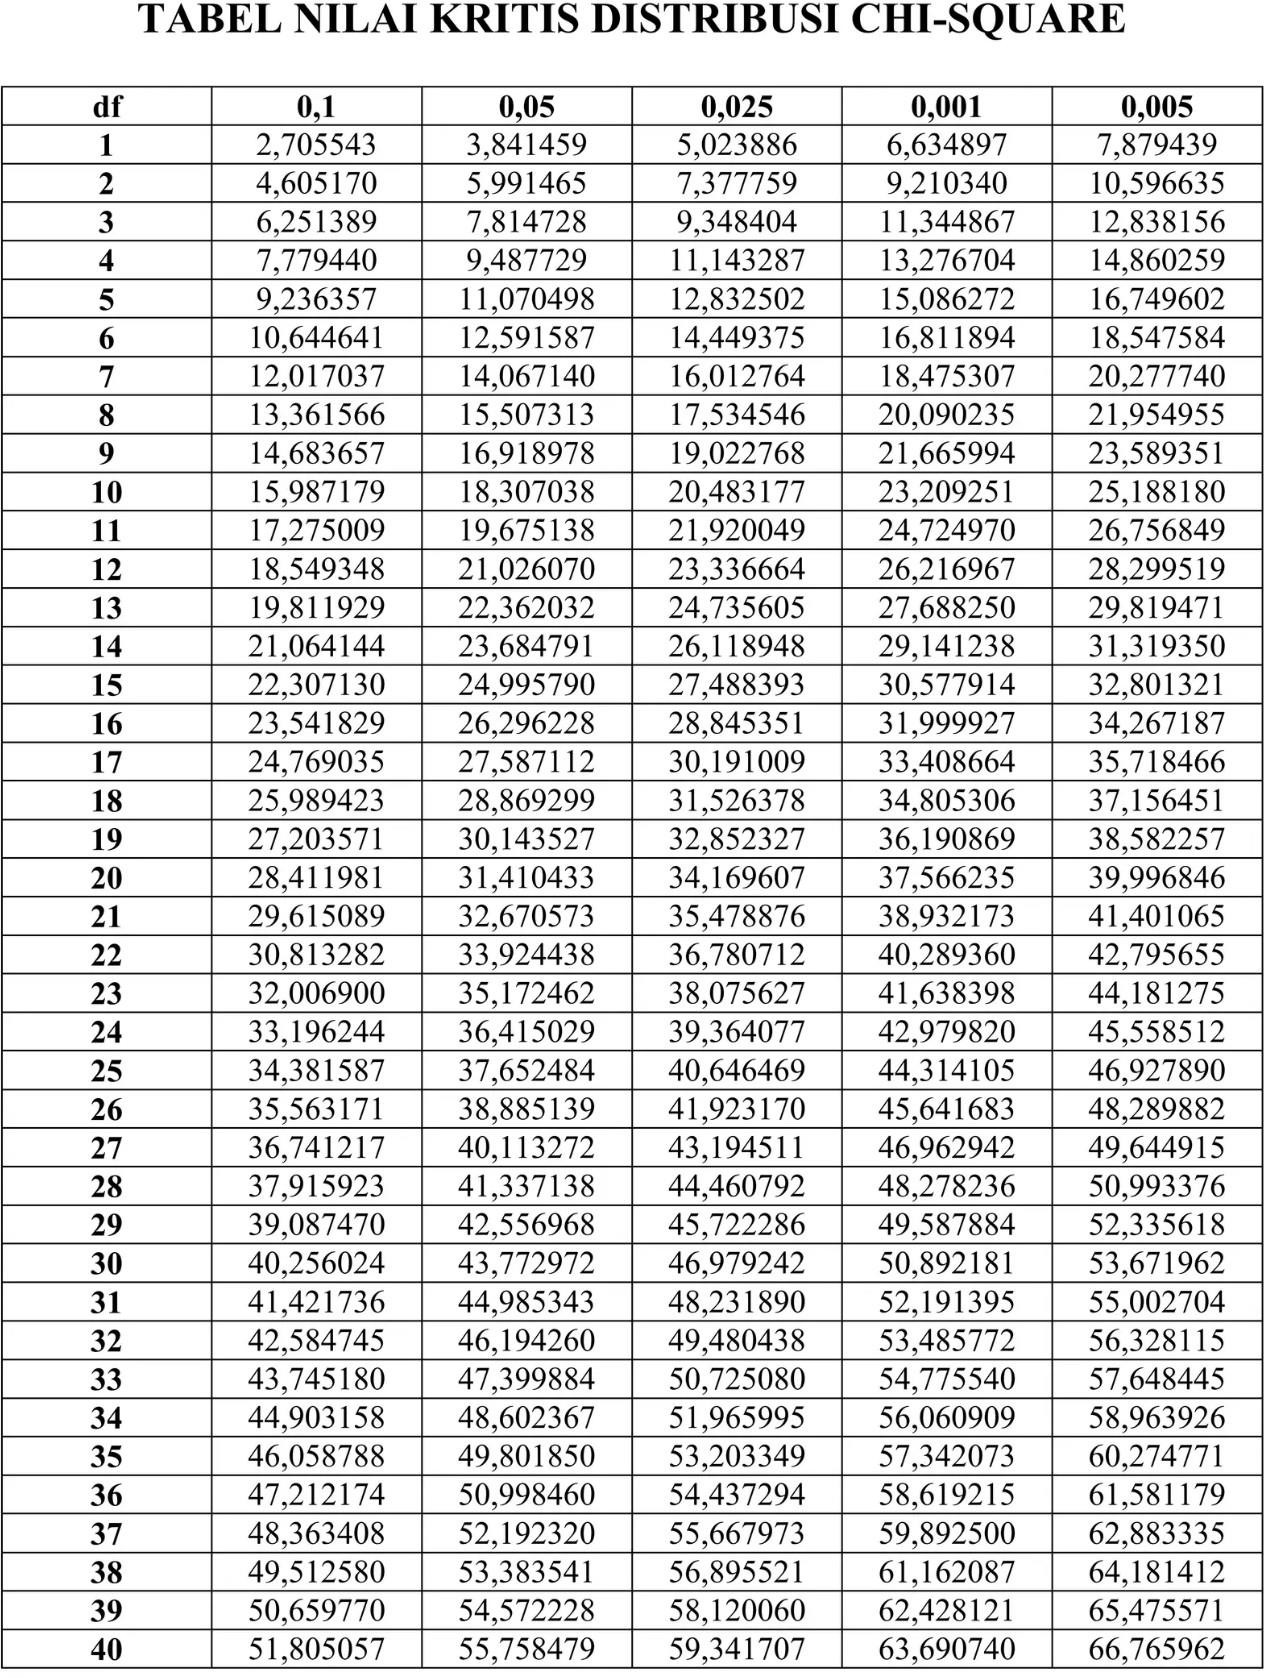 TABEL NILAI KRITIS DISTRIBUSI CHI-SQUARE
df 0,1 0,05 0,025 0,001 0,005
1 2,705543 3,841459 5,023886 6,634897 7,879439
2 4,605170 5,991465 7,377759 9,210340 10,596635
3 6,251389 7,814728 9,348404 11,344867 12,838156
4 7,779440 9,487729 11,143287 13,276704 14,860259
5 9,236357 11,070498 12,832502 15,086272 16,749602
6 10,644641 12,591587 14,449375 16,811894 18,547584
7 12,017037 14,067140 16,012764 18,475307 20,277740
8 13,361566 15,507313 17,534546 20,090235 21,954955
9 14,683657 16,918978 19,022768 21,665994 23,589351
10 15,987179 18,307038 20,483177 23,209251 25,188180
11 17,275009 19,675138 21,920049 24,724970 26,756849
12 18,549348 21,026070 23,336664 26,216967 28,299519
13 19,811929 22,362032 24,735605 27,688250 29,819471
14 21,064144 23,684791 26,118948 29,141238 31,319350
15 22,307130 24,995790 27,488393 30,577914 32,801321
16 23,541829 26,296228 28,845351 31,999927 34,267187
17 24,769035 27,587112 30,191009 33,408664 35,718466
18 25,989423 28,869299 31,526378 34,805306 37,156451
19 27,203571 30,143527 32,852327 36,190869 38,582257
20 28,411981 31,410433 34,169607 37,566235 39,996846
21 29,615089 32,670573 35,478876 38,932173 41,401065
22 30,813282 33,924438 36,780712 40,289360 42,795655
23 32,006900 35,172462 38,075627 41,638398 44,181275
24 33,196244 36,415029 39,364077 42,979820 45,558512
25 34,381587 37,652484 40,646469 44,314105 46,927890
26 35,563171 38,885139 41,923170 45,641683 48,289882
27 36,741217 40,113272 43,194511 46,962942 49,644915
28 37,915923 41,337138 44,460792 48,278236 50,993376
29 39,087470 42,556968 45,722286 49,587884 52,335618
30 40,256024 43,772972 46,979242 50,892181 53,671962
31 41,421736 44,985343 48,231890 52,191395 55,002704
32 42,584745 46,194260 49,480438 53,485772 56,328115
33 43,745180 47,399884 50,725080 54,775540 57,648445
34 44,903158 48,602367 51,965995 56,060909 58,963926
35 46,058788 49,801850 53,203349 57,342073 60,274771
36 47,212174 50,998460 54,437294 58,619215 61,581179
37 48,363408 52,192320 55,667973 59,892500 62,883335
38 49,512580 53,383541 56,895521 61,162087 64,181412
39 50,659770 54,572228 58,120060 62,428121 65,475571
40 51,805057 55,758479 59,341707 63,690740 66,765962